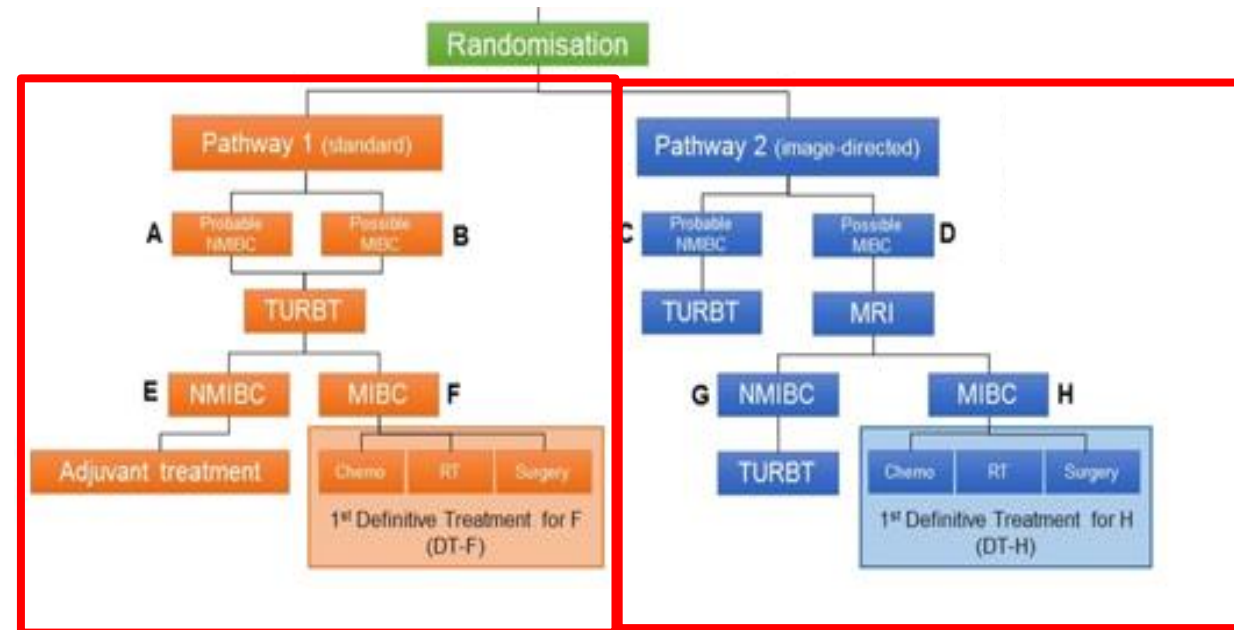 Randomisation
Pathway 1 (standard)
A
Probable
NMIBC
Possible
MIBC
B
TURBT
E
NMIBC
MIBC
F
Adjuvant treatment
Chemo
RT
Surgery
1st Definitive Treatment for F
(DT-F)
Pathway 2 (image-directed)
C
Probable
NMIBC
Possible
MIBC
D
TURBT
MRI
G
NMIBC
MIBC
H
TURBT
Chemo
RT
Surgery
1st Definitive Treatment for H
(DT-H)